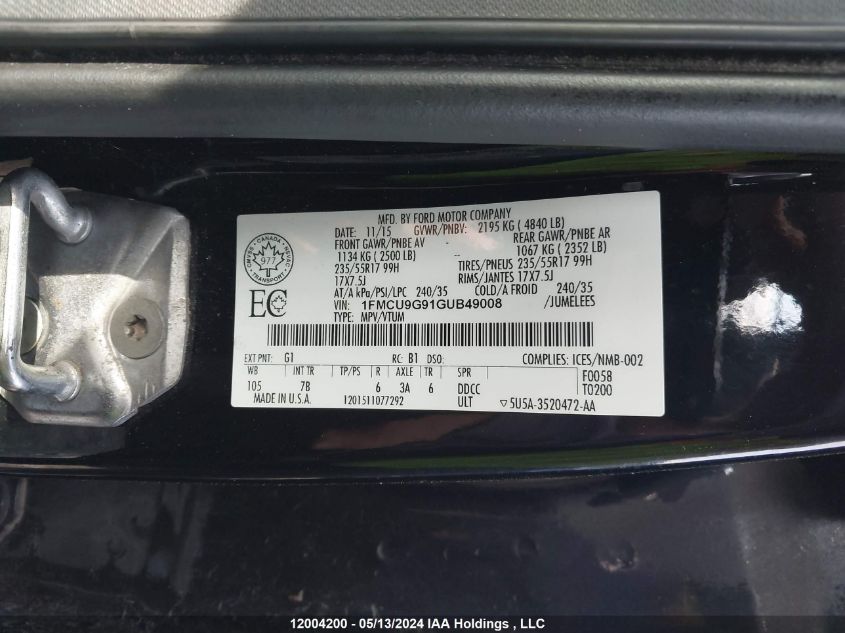 MFD. BY FORD MOTOR COMPANY
DATE: 11/15 GVWR/PNBV: 2195 KG ( 4840 LB)
FRONT GAWR/PNBE AV REAR GAWR/PNBE AR
1134 KG ( 2500 LB) 1067 KG ( 2352 LB)
235/55R17 99H TIRES/PNEUS 235/55R17 99H
17X7.5J RIMS/JANTES 17X7.5J
AT/A kPa/PSI/LPC 240/35 COLD/A FROID 240/35
VIN: 1FMCU9G91GUB49008 /JUMELEES
TYPE: MPV/VTUM
CANADA
977
TRANSPORT
EC
EXT PNT: G1 RC: B1 DSO: COMPLIES: ICES/NMB-002
WB INT TR TP/PS R AXLE TR SPR F0058
105 7B 6 3A 6 DDCC T0200
MADE IN U.S.A. 1201511077292 ULT ▽ 5U5A-3520472-AA
12004200 - 05/13/2024 IAA Holdings , LLC